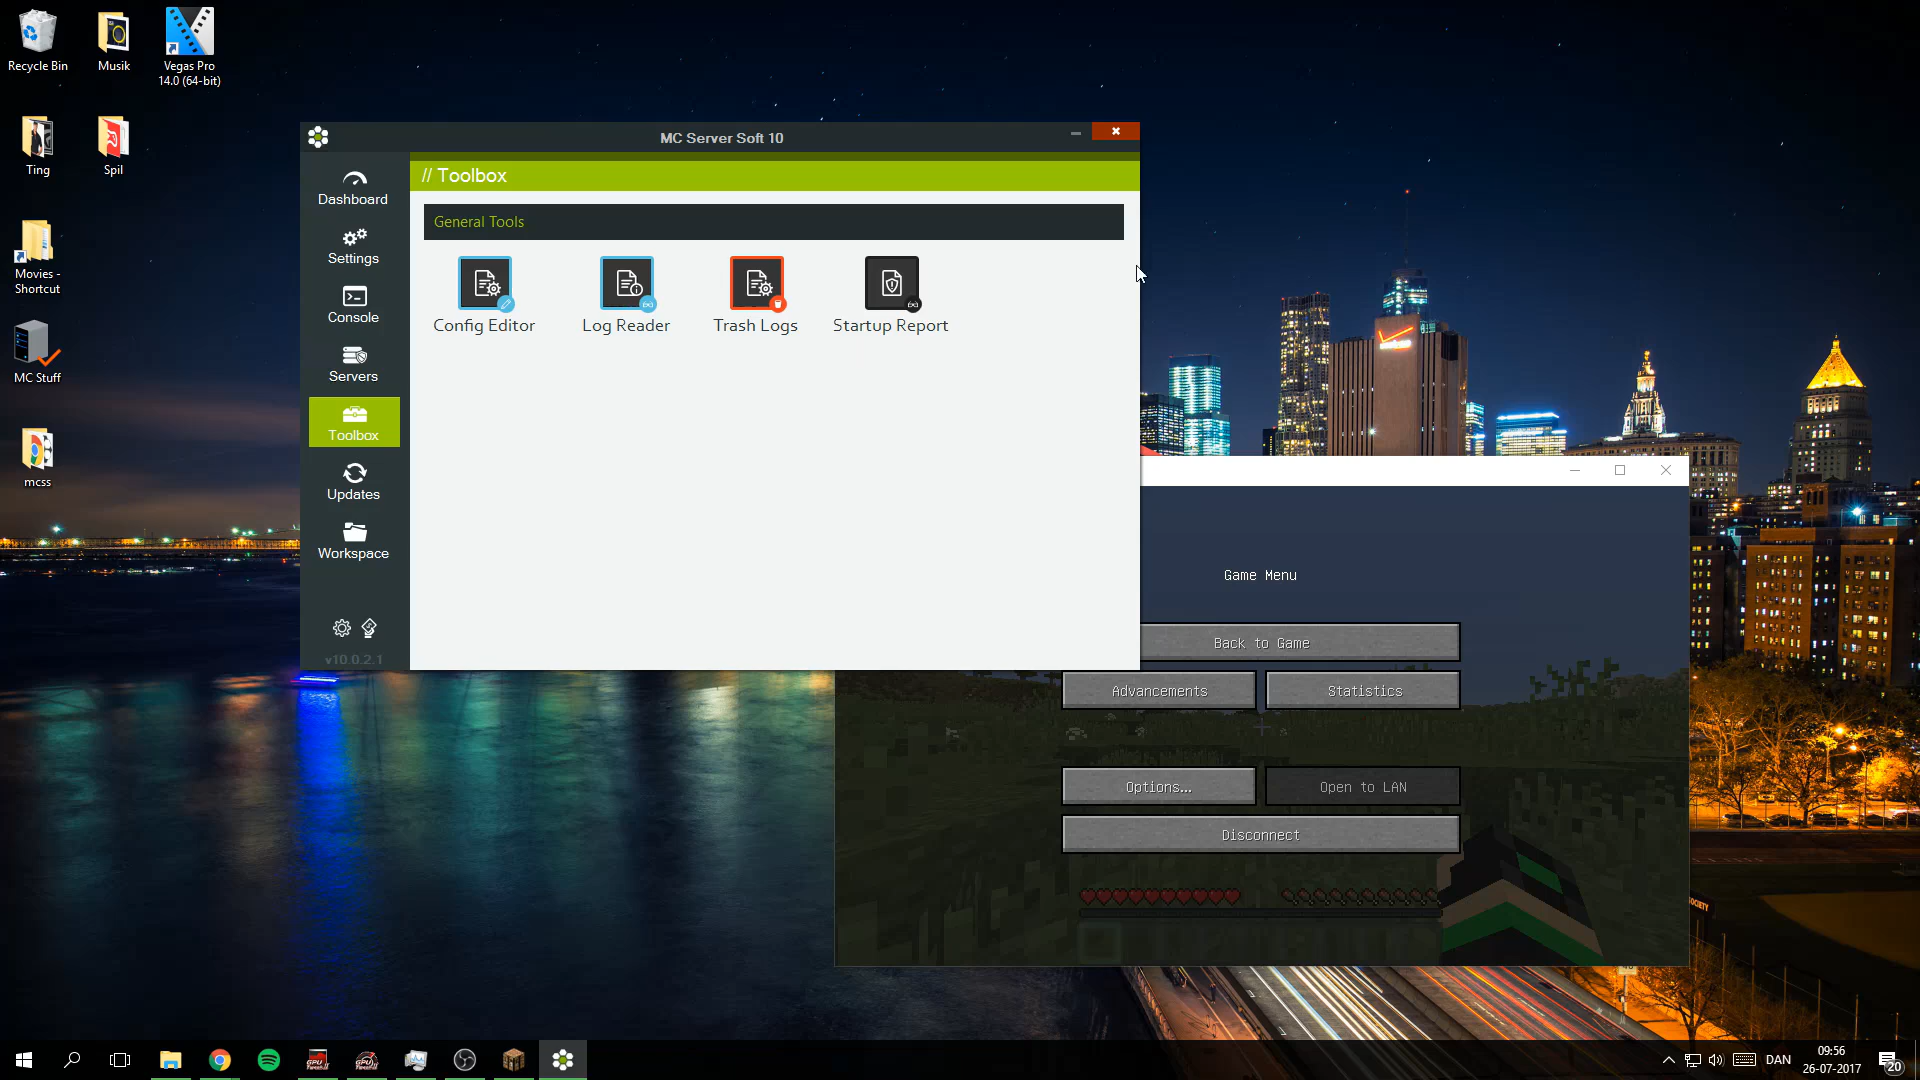 Recycle Bin
Musik
Vegas Pro
14.0 (64-bit)
Ting
Spil
Movies -
Shortcut
MC Stuff
mcss
MC Server Soft 10
Dashboard
Settings
Console
Servers
Toolbox
Updates
Workspace
v10.0.2.1
// Toolbox
General Tools
Config Editor
Log Reader
Trash Logs
Startup Report
Game Menu
Back to Game
Advancements
Statistics
Options...
Open to LAN
Disconnect
DAN
09:56
26-07-2017
20